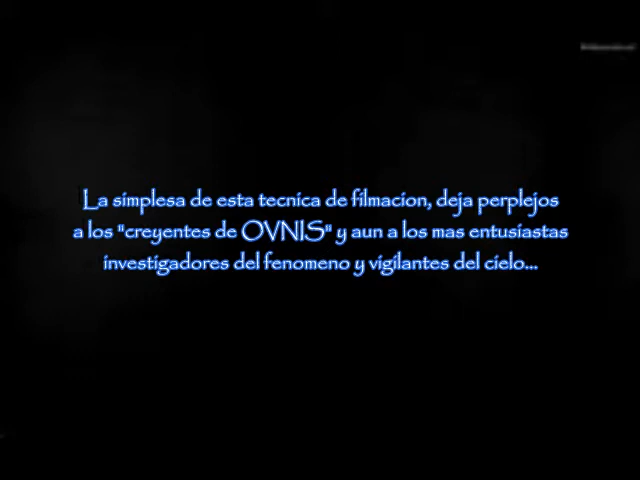 La simplesa de esta tecnica de filmacion, deja perplejos
a los "creyentes de OVNIS" y aun a los mas entusiastas
investigadores del fenomeno y vigilantes del cielo...